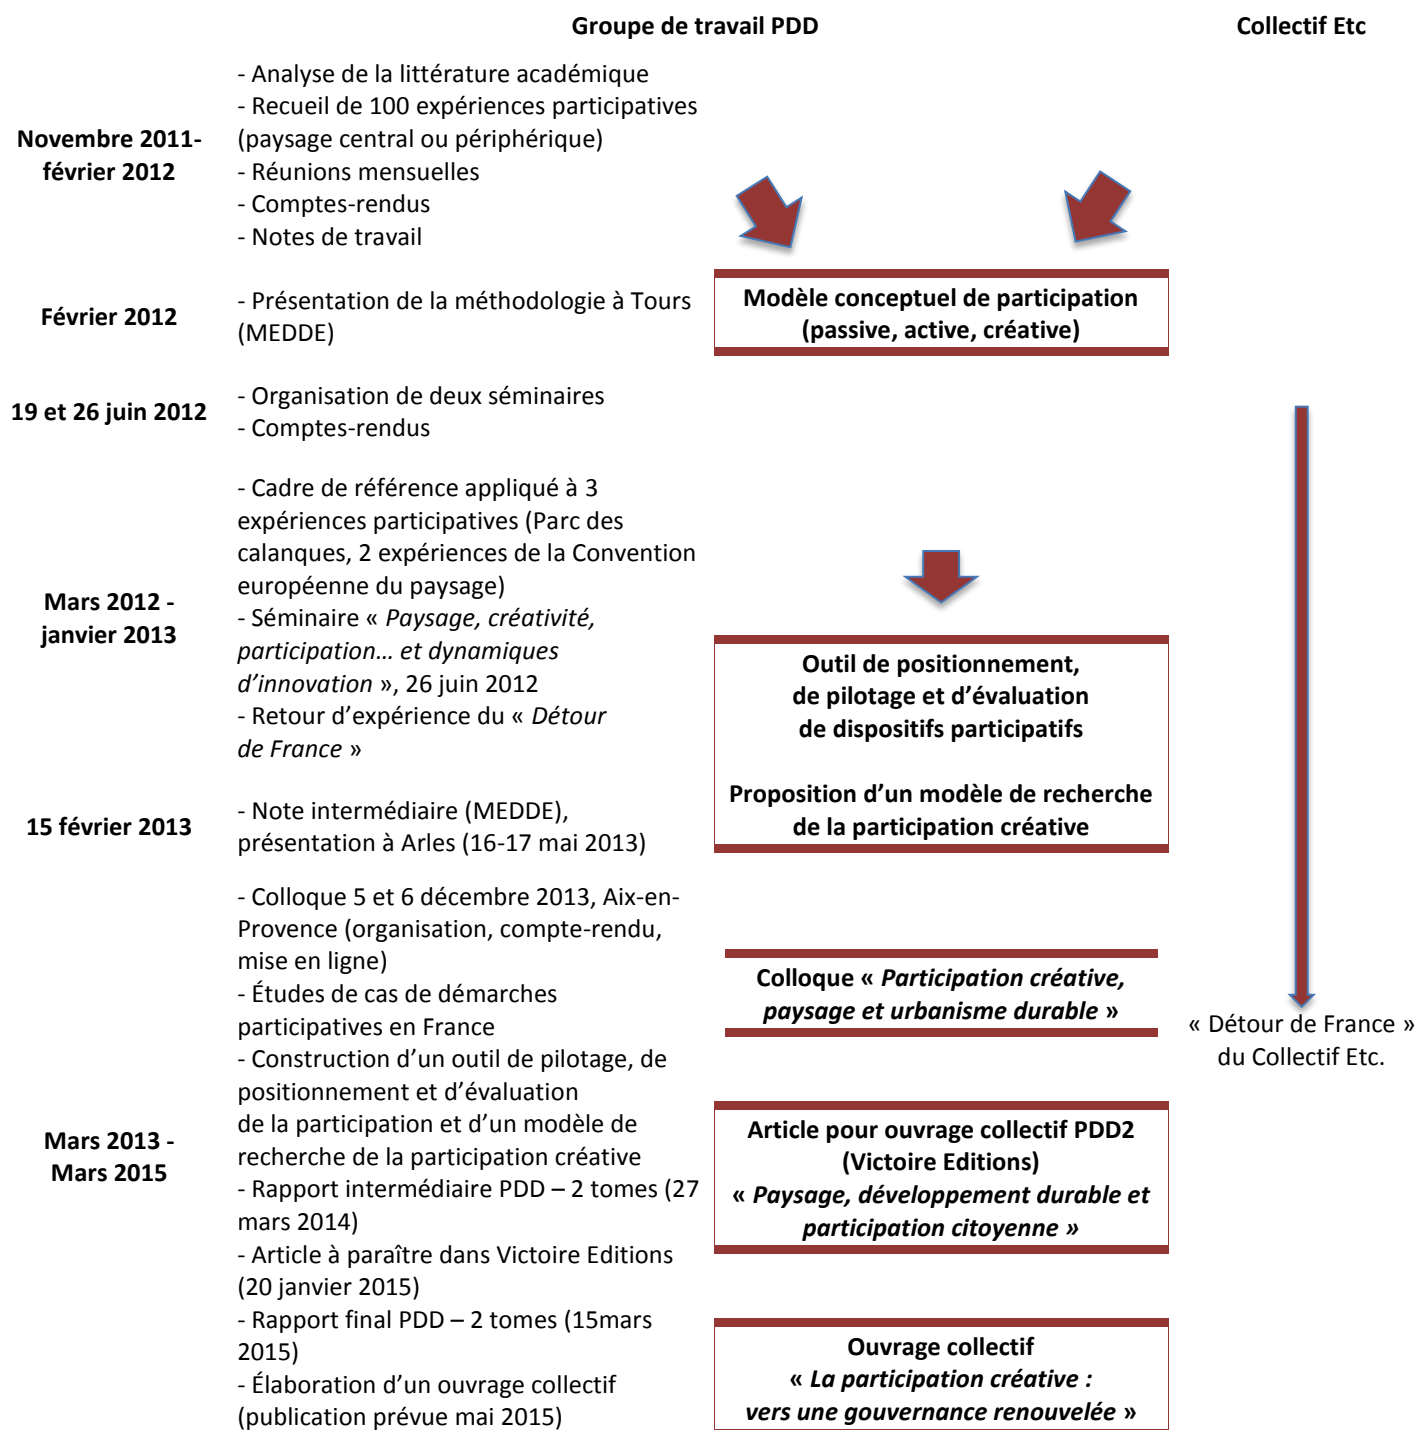 Groupe de travail PDD
Collectif Etc
Novembre 2011-
février 2012
- Analyse de la littérature académique
- Recueil de 100 expériences participatives
(paysage central ou périphérique)
- Réunions mensuelles
- Comptes-rendus
- Notes de travail
Février 2012
- Présentation de la méthodologie à Tours
(MEDDE)
Modèle conceptuel de participation
(passive, active, créative)
19 et 26 juin 2012
- Organisation de deux séminaires
- Comptes-rendus
Mars 2012 -
janvier 2013
- Cadre de référence appliqué à 3
expériences participatives (Parc des
calanques, 2 expériences de la Convention
européenne du paysage)
- Séminaire « Paysage, créativité,
participation… et dynamiques
d’innovation », 26 juin 2012
- Retour d’expérience du « Détour
de France »
Outil de positionnement,
de pilotage et d’évaluation
de dispositifs participatifs
Proposition d’un modèle de recherche
de la participation créative
15 février 2013
- Note intermédiaire (MEDDE),
présentation à Arles (16-17 mai 2013)
Mars 2013 -
Mars 2015
- Colloque 5 et 6 décembre 2013, Aix-en-
Provence (organisation, compte-rendu,
mise en ligne)
- Études de cas de démarches
participatives en France
- Construction d’un outil de pilotage, de
positionnement et d’évaluation
de la participation et d’un modèle de
recherche de la participation créative
- Rapport intermédiaire PDD – 2 tomes (27
mars 2014)
- Article à paraître dans Victoire Editions
(20 janvier 2015)
- Rapport final PDD – 2 tomes (15mars
2015)
- Élaboration d’un ouvrage collectif
(publication prévue mai 2015)
Colloque « Participation créative,
paysage et urbanisme durable »
Article pour ouvrage collectif PDD2
(Victoire Editions)
« Paysage, développement durable et
participation citoyenne »
Ouvrage collectif
« La participation créative :
vers une gouvernance renouvelée »
« Détour de France »
du Collectif Etc.